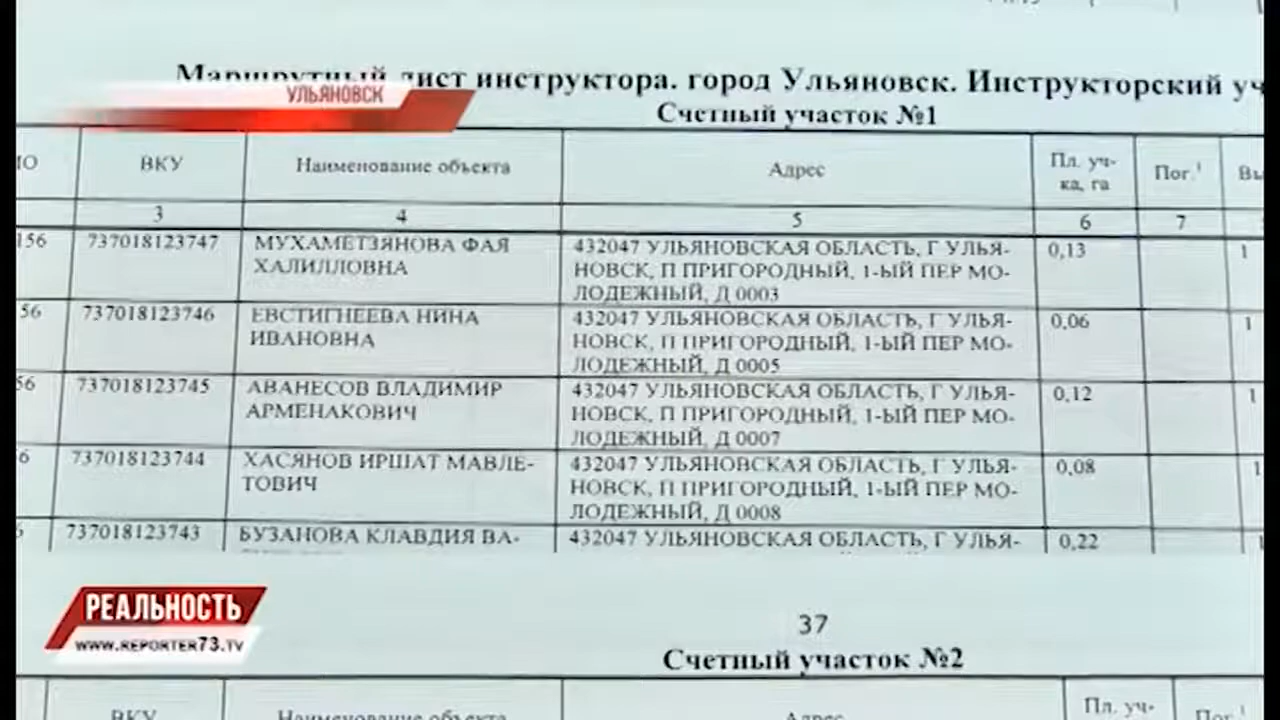 Маршрутный лист инструктора. город Ульяновск. Инструкторский
УЛЬЯНОВСК
Счетный участок №1
ВКУ Наименование объекта Адрес Пл. уч- Пог.¹
ка, га
3 4 5 6 7
156 737018123747 МУХАМЕТЗЯНОВА ФАЯ 432047 УЛЬЯНОВСКАЯ ОБЛАСТЬ, Г УЛЬЯ- 0,13 1
ХАЛИЛЛОВНА НОВСК, П ПРИГОРОДНЫЙ, 1-ЫЙ ПЕР МО-
ЛОДЕЖНЫЙ, Д 0003
56 737018123746 ЕВСТИГНЕЕВА НИНА 432047 УЛЬЯНОВСКАЯ ОБЛАСТЬ, Г УЛЬЯ- 0,06 1
ИВАНОВНА НОВСК, П ПРИГОРОДНЫЙ, 1-ЫЙ ПЕР МО-
ЛОДЕЖНЫЙ, Д 0005
56 737018123745 АВАНЕСОВ ВЛАДИМИР 432047 УЛЬЯНОВСКАЯ ОБЛАСТЬ, Г УЛЬЯ- 0,12 1
АРМЕНАКОВИЧ НОВСК, П ПРИГОРОДНЫЙ, 1-ЫЙ ПЕР МО-
ЛОДЕЖНЫЙ, Д 0007
6 737018123744 ХАСЯНОВ ИРШАТ МАВЛЕ- 432047 УЛЬЯНОВСКАЯ ОБЛАСТЬ, Г УЛЬЯ- 0,08 1
ТОВИЧ НОВСК, П ПРИГОРОДНЫЙ, 1-ЫЙ ПЕР МО-
ЛОДЕЖНЫЙ, Д 0008
737018123743 БУЗАНОВА КЛАВДИЯ ВА- 432047 УЛЬЯНОВСКАЯ ОБЛАСТЬ, Г УЛЬЯ- 0,22
РЕАЛЬНОСТЬ
www.REPORTER73.TV
37
Счетный участок №2
ВКУ Наименование объекта Адрес Пл. уч- Пог.¹